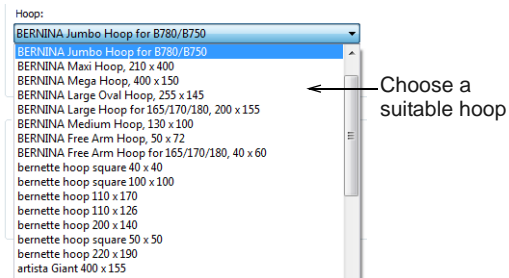 Hoop:
BERNINA Jumbo Hoop for B780/B750
BERNINA Jumbo Hoop for B780/B750
BERNINA Maxi Hoop, 210 x 400
BERNINA Mega Hoop, 400 x 150
BERNINA Large Oval Hoop, 255 x 145
BERNINA Large Hoop for 165/170/180, 200 x 155
BERNINA Medium Hoop, 130 x 100
BERNINA Free Arm Hoop, 50 x 72
BERNINA Free Arm Hoop for 165/170/180, 40 x 60
bernette hoop square 40 x 40
bernette hoop square 100 x 100
bernette hoop 110 x 170
bernette hoop 110 x 126
bernette hoop 200 x 140
bernette hoop square 50 x 50
bernette hoop 220 x 190
artista Giant 400 x 155
Choose a
suitable hoop